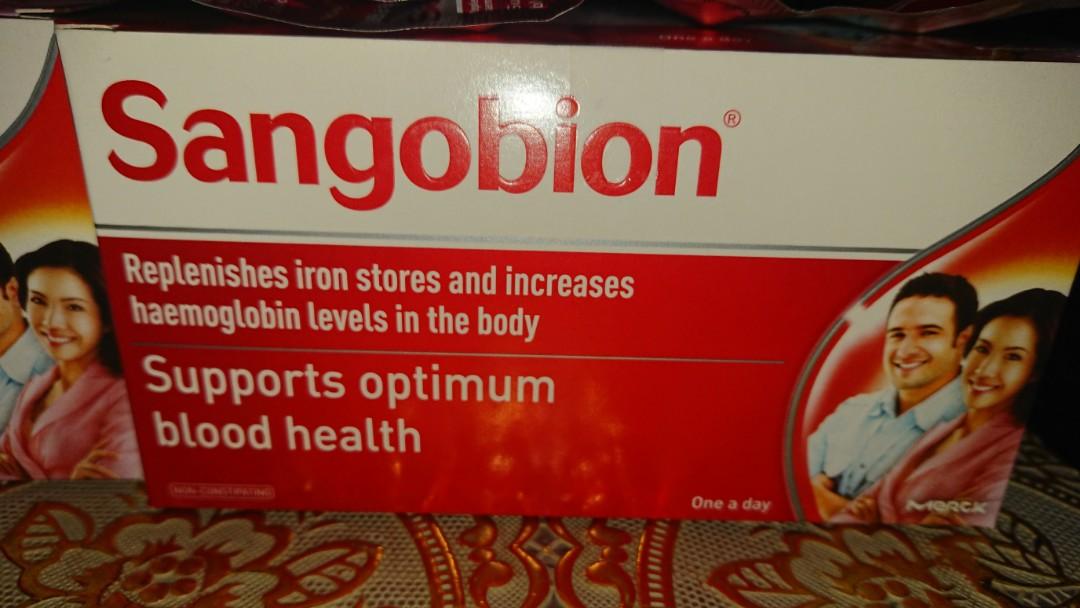 Sangobion®
Replenishes iron stores and increases
haemoglobin levels in the body
Supports optimum
blood health
NON-CONSTIPATING
One a day
MERCK